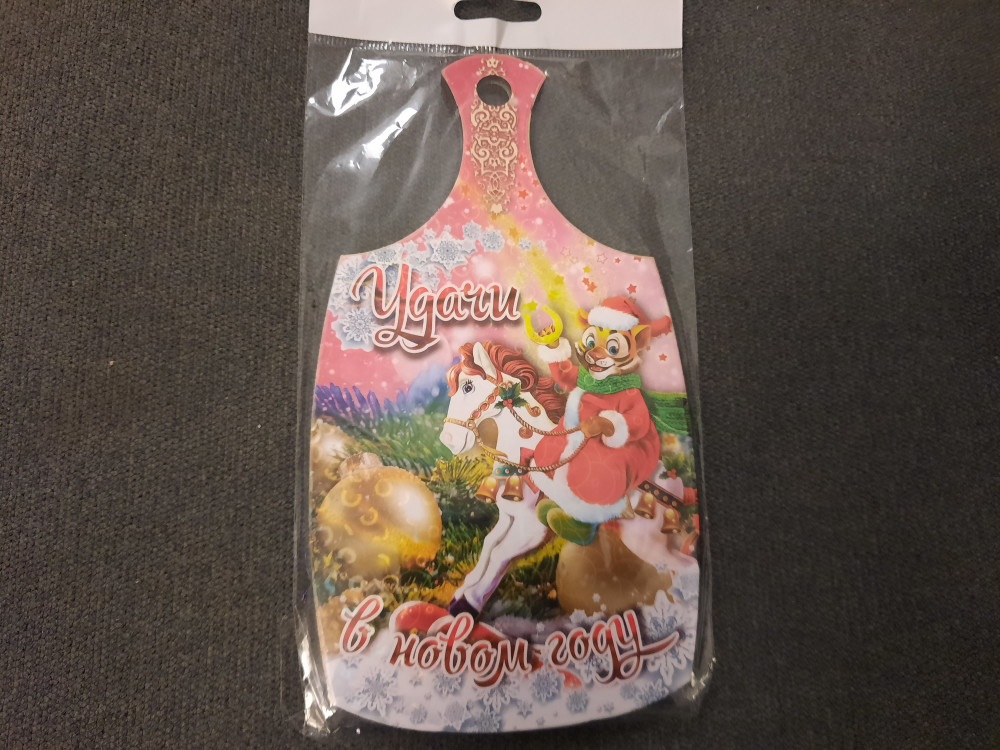 Удачи
в новом году